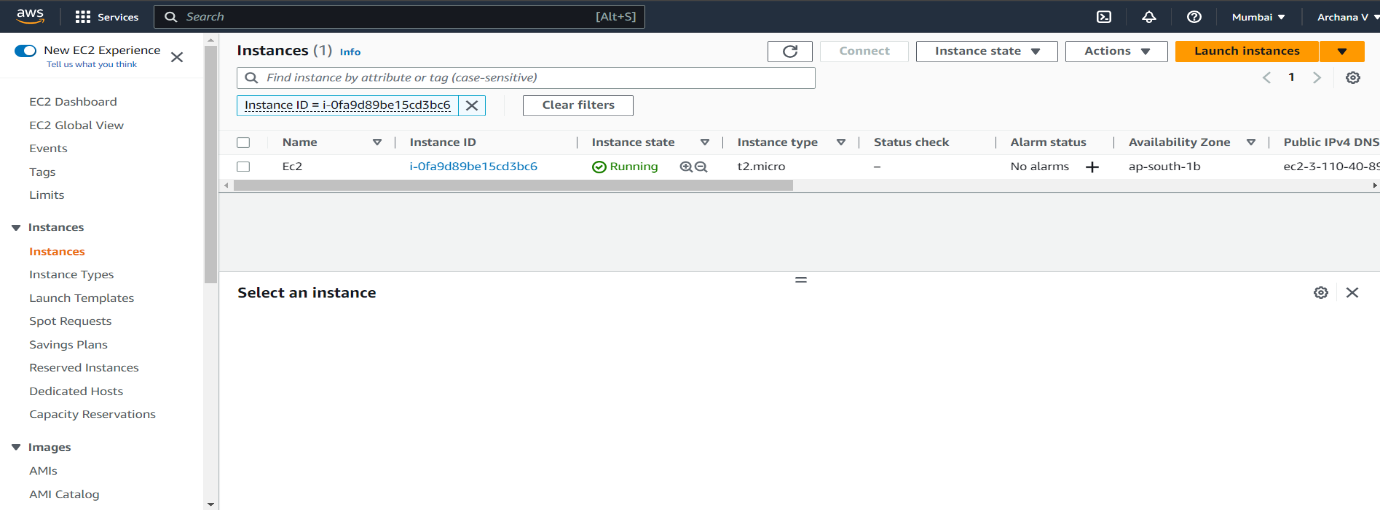 aws Services Search [Alt+S] Mumbai Archana V
New EC2 Experience
Tell us what you think
EC2 Dashboard
EC2 Global View
Events
Tags
Limits
Instances
Instances
Instance Types
Launch Templates
Spot Requests
Savings Plans
Reserved Instances
Dedicated Hosts
Capacity Reservations
Images
AMIs
AMI Catalog
Instances (1) Info Connect Instance state Actions Launch instances
Find instance by attribute or tag (case-sensitive) 1
Instance ID = i-0fa9d89be15cd3bc6 Clear filters
Name Instance ID Instance state Instance type Status check Alarm status Availability Zone Public IPv4 DNS
Ec2 i-0fa9d89be15cd3bc6 Running t2.micro – No alarms + ap-south-1b ec2-3-110-40-89
Select an instance